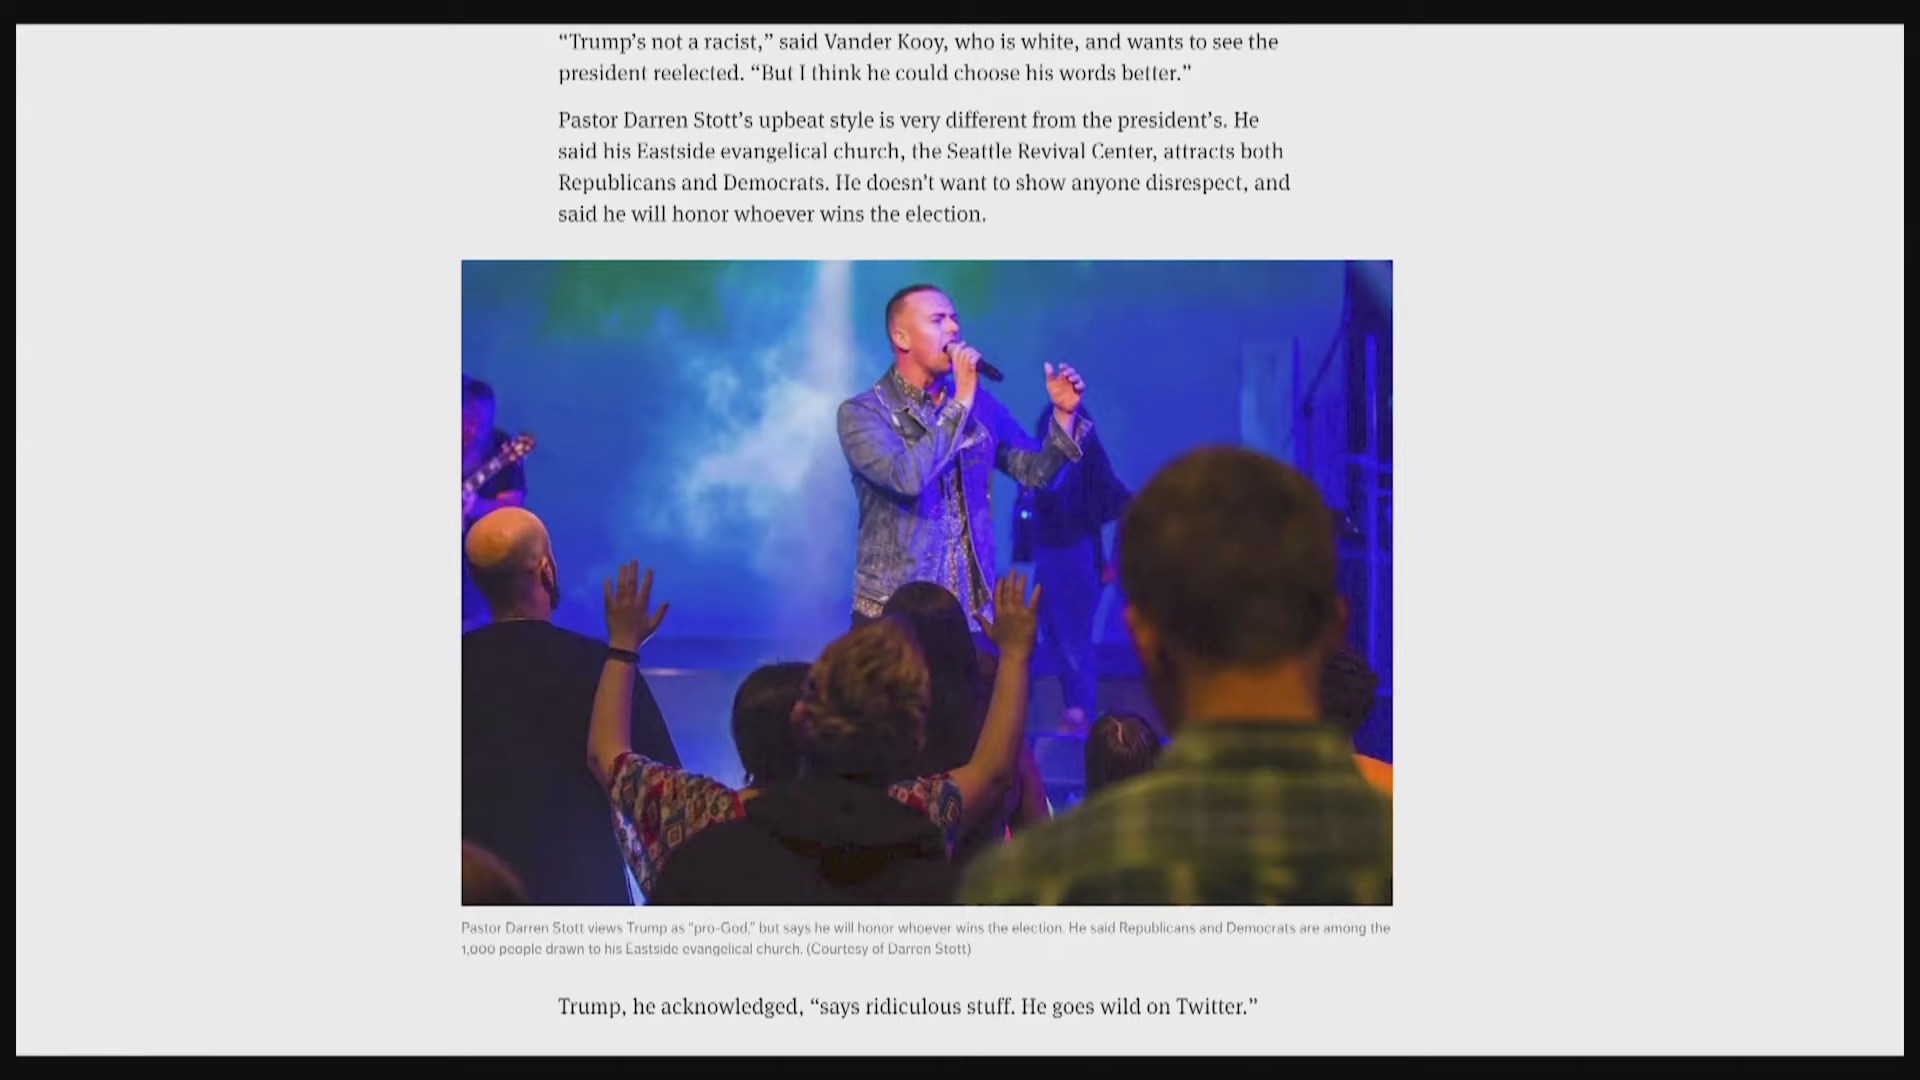 “Trump’s not a racist,” said Vander Kooy, who is white, and wants to see the
president reelected. “But I think he could choose his words better.”
Pastor Darren Stott’s upbeat style is very different from the president’s. He
said his Eastside evangelical church, the Seattle Revival Center, attracts both
Republicans and Democrats. He doesn’t want to show anyone disrespect, and
said he will honor whoever wins the election.
Pastor Darren Stott views Trump as “pro-God,” but says he will honor whoever wins the election. He said Republicans and Democrats are among the
1,000 people drawn to his Eastside evangelical church. (Courtesy of Darren Stott)
Trump, he acknowledged, “says ridiculous stuff. He goes wild on Twitter.”